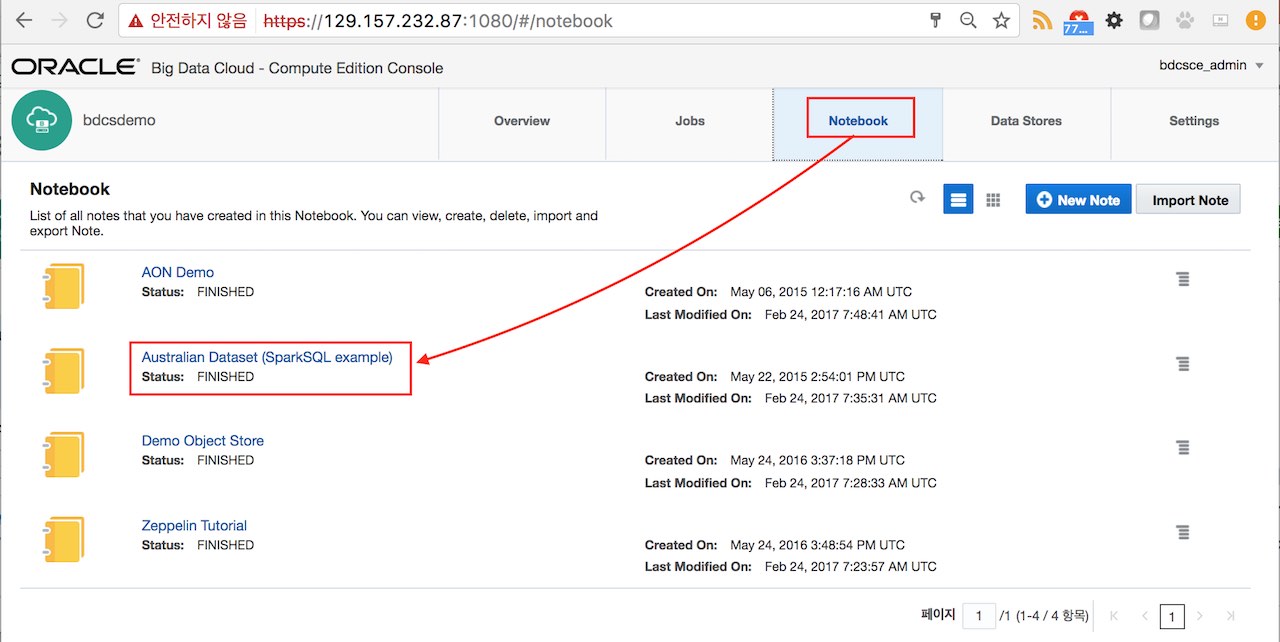 안전하지 않음 https://129.157.232.87:1080/#/notebook
77...
ORACLE® Big Data Cloud - Compute Edition Console
bdcsce_admin
bdcsdemo
Overview
Jobs
Notebook
Data Stores
Settings
Notebook
List of all notes that you have created in this Notebook. You can view, create, delete, import and
export Note.
New Note
Import Note
AON Demo
Status: FINISHED
Created On: May 06, 2015 12:17:16 AM UTC
Last Modified On: Feb 24, 2017 7:48:41 AM UTC
Australian Dataset (SparkSQL example)
Status: FINISHED
Created On: May 22, 2015 2:54:01 PM UTC
Last Modified On: Feb 24, 2017 7:35:31 AM UTC
Demo Object Store
Status: FINISHED
Created On: May 24, 2016 3:37:18 PM UTC
Last Modified On: Feb 24, 2017 7:28:33 AM UTC
Zeppelin Tutorial
Status: FINISHED
Created On: May 24, 2016 3:48:54 PM UTC
Last Modified On: Feb 24, 2017 7:23:57 AM UTC
페이지 1 /1 (1-4 / 4 항목) 1